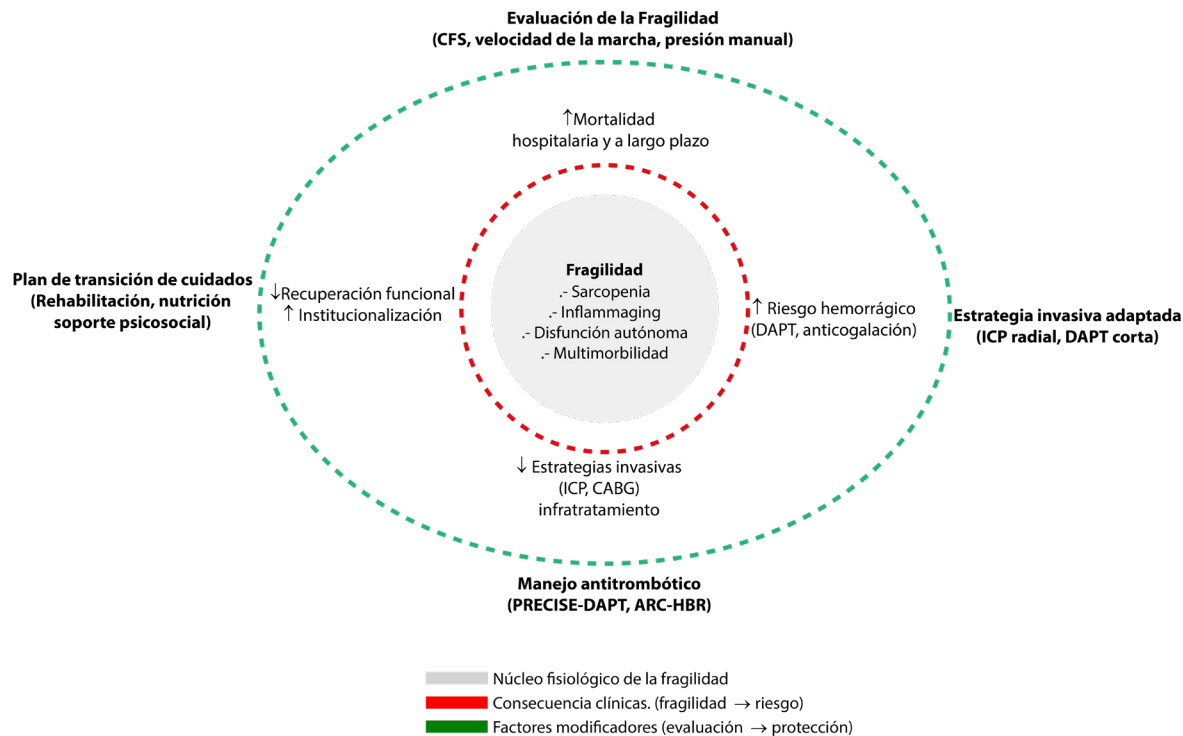 Evaluación de la Fragilidad
(CFS, velocidad de la marcha, presión manual)
↑Mortalidad
hospitalaria y a largo plazo
Fragilidad
.- Sarcopenia
.- Inflammaging
.- Disfunción autónoma
.- Multimorbilidad
Plan de transición de cuidados
(Rehabilitación, nutrición
soporte psicosocial)
↓Recuperación funcional
↑ Institucionalización
↑ Riesgo hemorrágico
(DAPT, anticogalación)
Estrategia invasiva adaptada
(ICP radial, DAPT corta)
↓ Estrategias invasivas
(ICP, CABG)
infratratamiento
Manejo antitrombótico
(PRECISE-DAPT, ARC-HBR)
Núcleo fisiológico de la fragilidad
Consecuencia clínicas. (fragilidad → riesgo)
Factores modificadores (evaluación → protección)